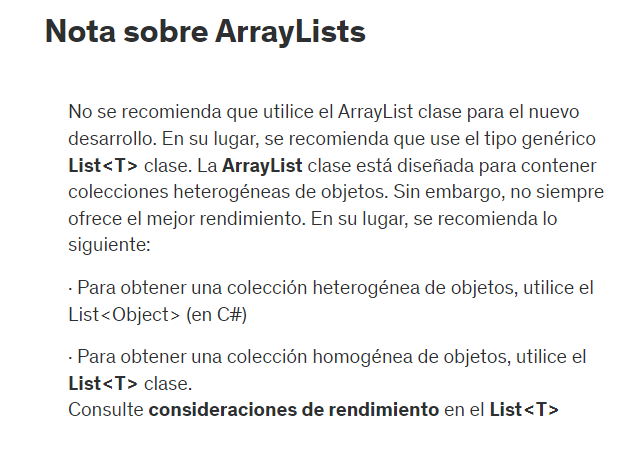 Nota sobre ArrayLists
No se recomienda que utilice el ArrayList clase para el nuevo
desarrollo. En su lugar, se recomienda que use el tipo genérico
List<T> clase. La ArrayList clase está diseñada para contener
colecciones heterogéneas de objetos. Sin embargo, no siempre
ofrece el mejor rendimiento. En su lugar, se recomienda lo
siguiente:
· Para obtener una colección heterogénea de objetos, utilice el
List<Object> (en C#)
· Para obtener una colección homogénea de objetos, utilice el
List<T> clase.
Consulte consideraciones de rendimiento en el List<T>